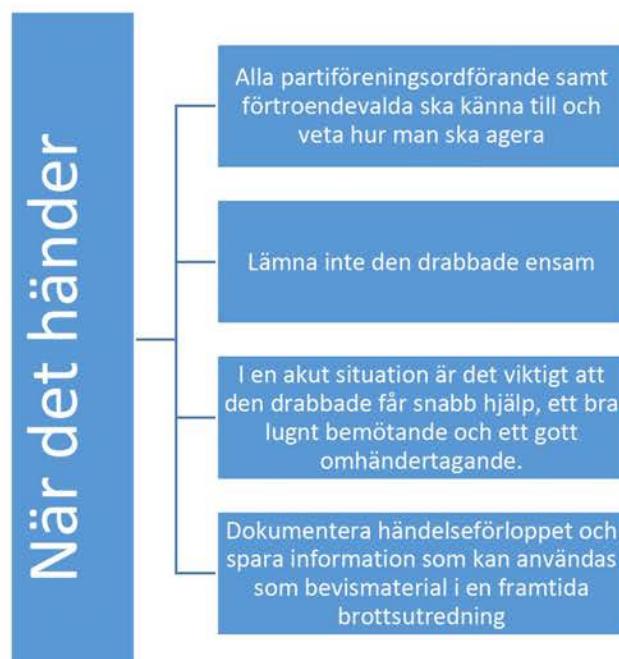 När det händer
Alla partiföreningsordförande samt
förtroendevalda ska känna till och
veta hur man ska agera
Lämna inte den drabbade ensam
I en akut situation är det viktigt att
den drabbade får snabb hjälp, ett bra
lugnt bemötande och ett gott
omhändertagande.
Dokumentera händelseförloppet och
spara information som kan användas
som bevismaterial i en framtida
brottsutredning